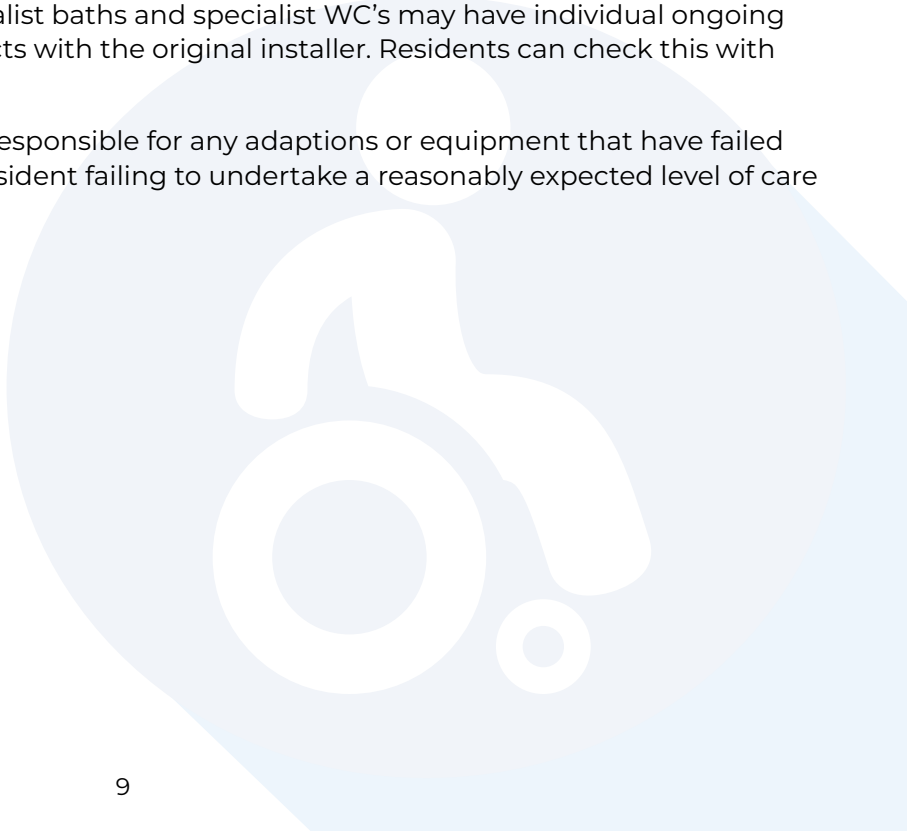 alist baths and specialist WC’s may have individual ongoing
cts with the original installer. Residents can check this with
esponsible for any adaptions or equipment that have failed
sident failing to undertake a reasonably expected level of care
9